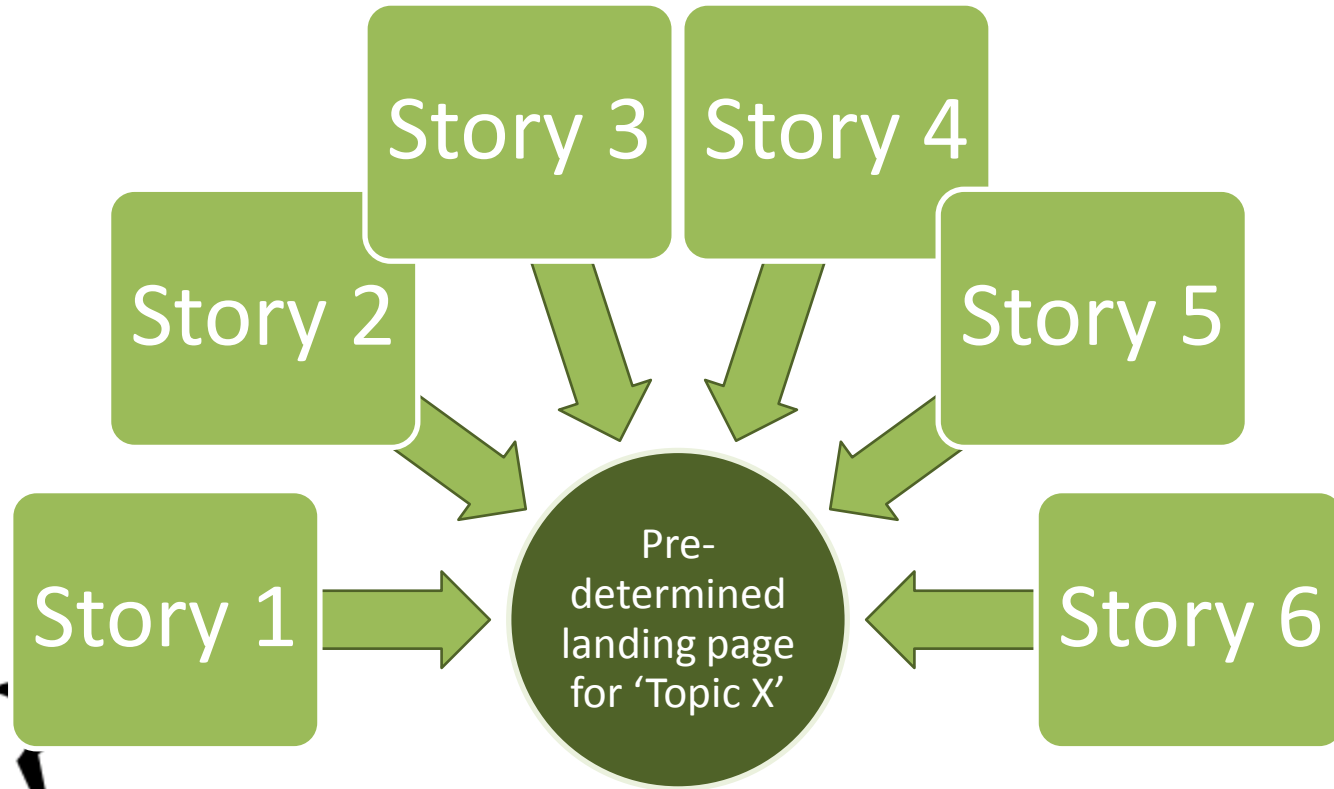 Story 1
Story 2
Story 3
Story 4
Story 5
Story 6
Pre-
determined
landing page
for ‘Topic X’